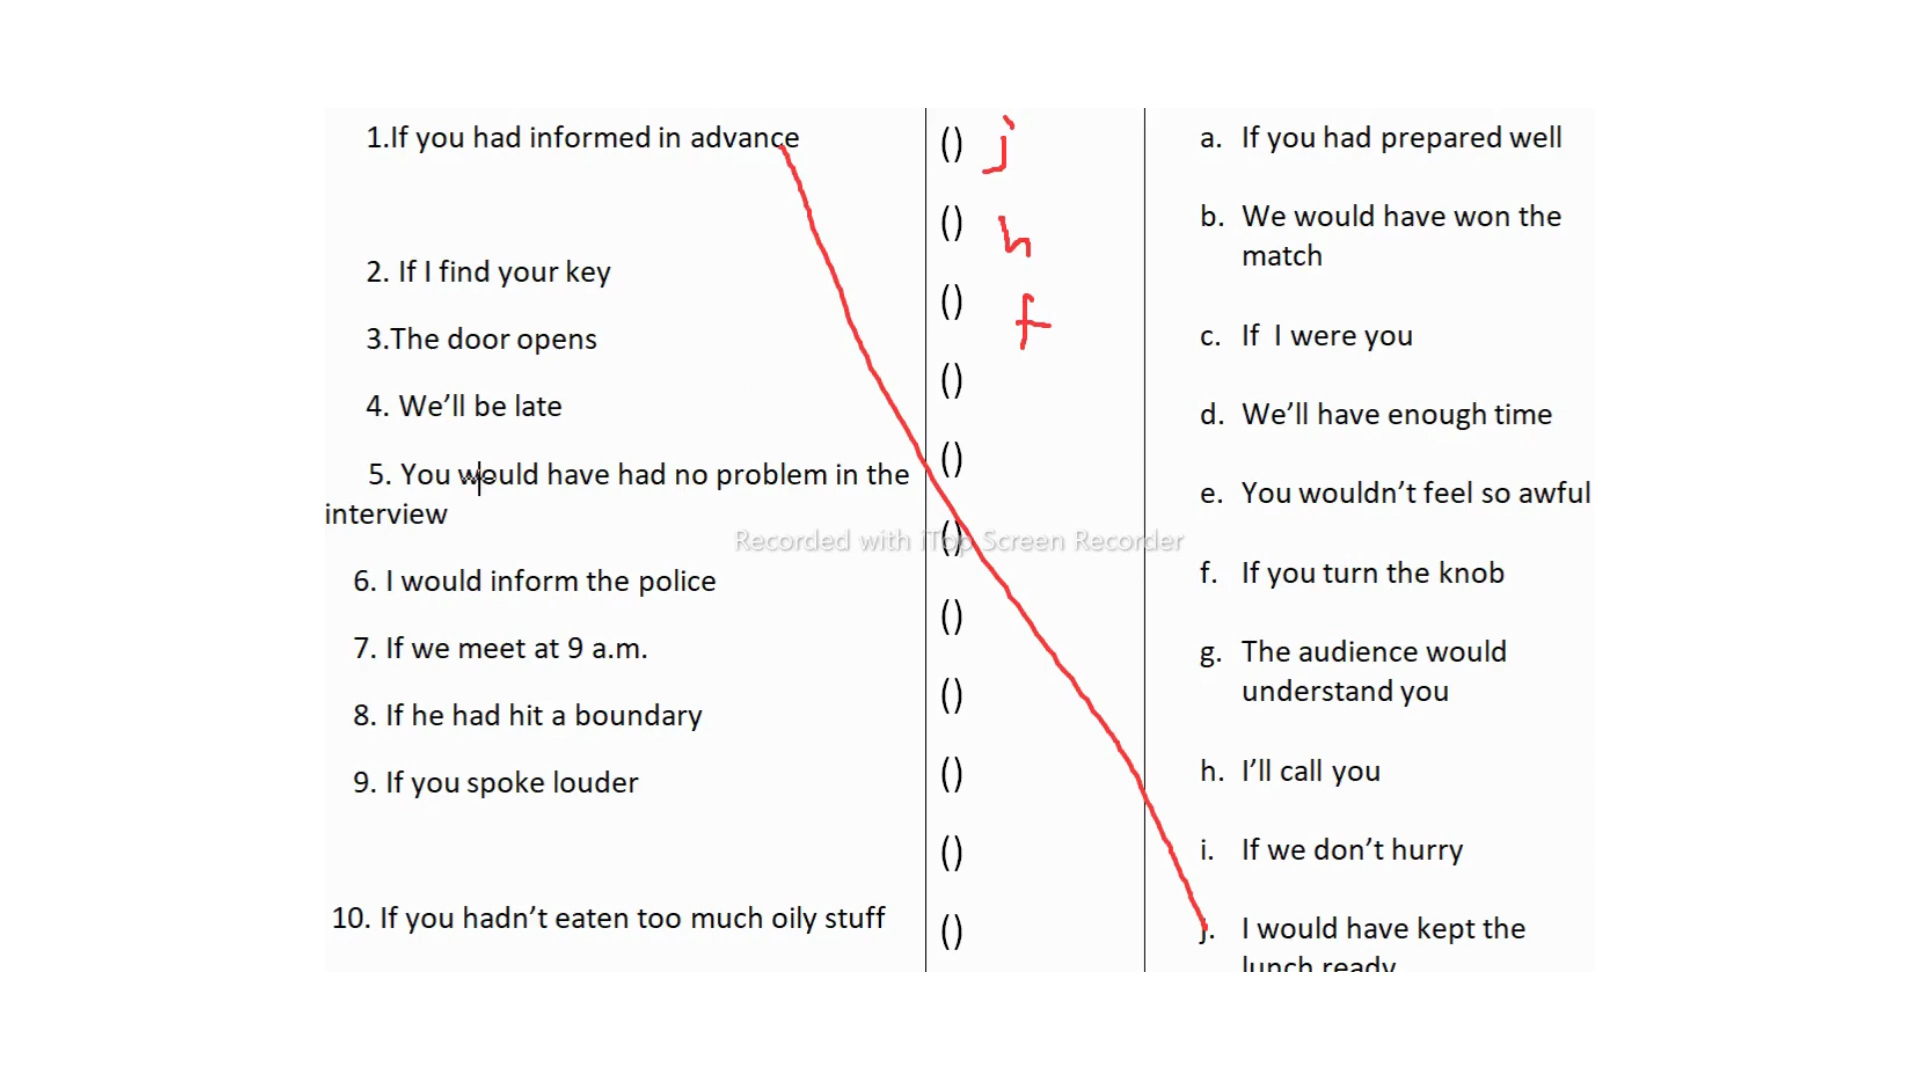 1.If you had informed in advance
2. If I find your key
3.The door opens
4. We'll be late
5. You would have had no problem in the
interview
6. I would inform the police
7. If we meet at 9 a.m.
8. If he had hit a boundary
9. If you spoke louder
10. If you hadn't eaten too much oily stuff
() j
() h
() f
()
()
()
()
()
()
()
()
a. If you had prepared well
b. We would have won the
match
c. If I were you
d. We'll have enough time
e. You wouldn't feel so awful
f. If you turn the knob
g. The audience would
understand you
h. I'll call you
i. If we don't hurry
j. I would have kept the
lunch ready
Recorded with iTop Screen Recorder